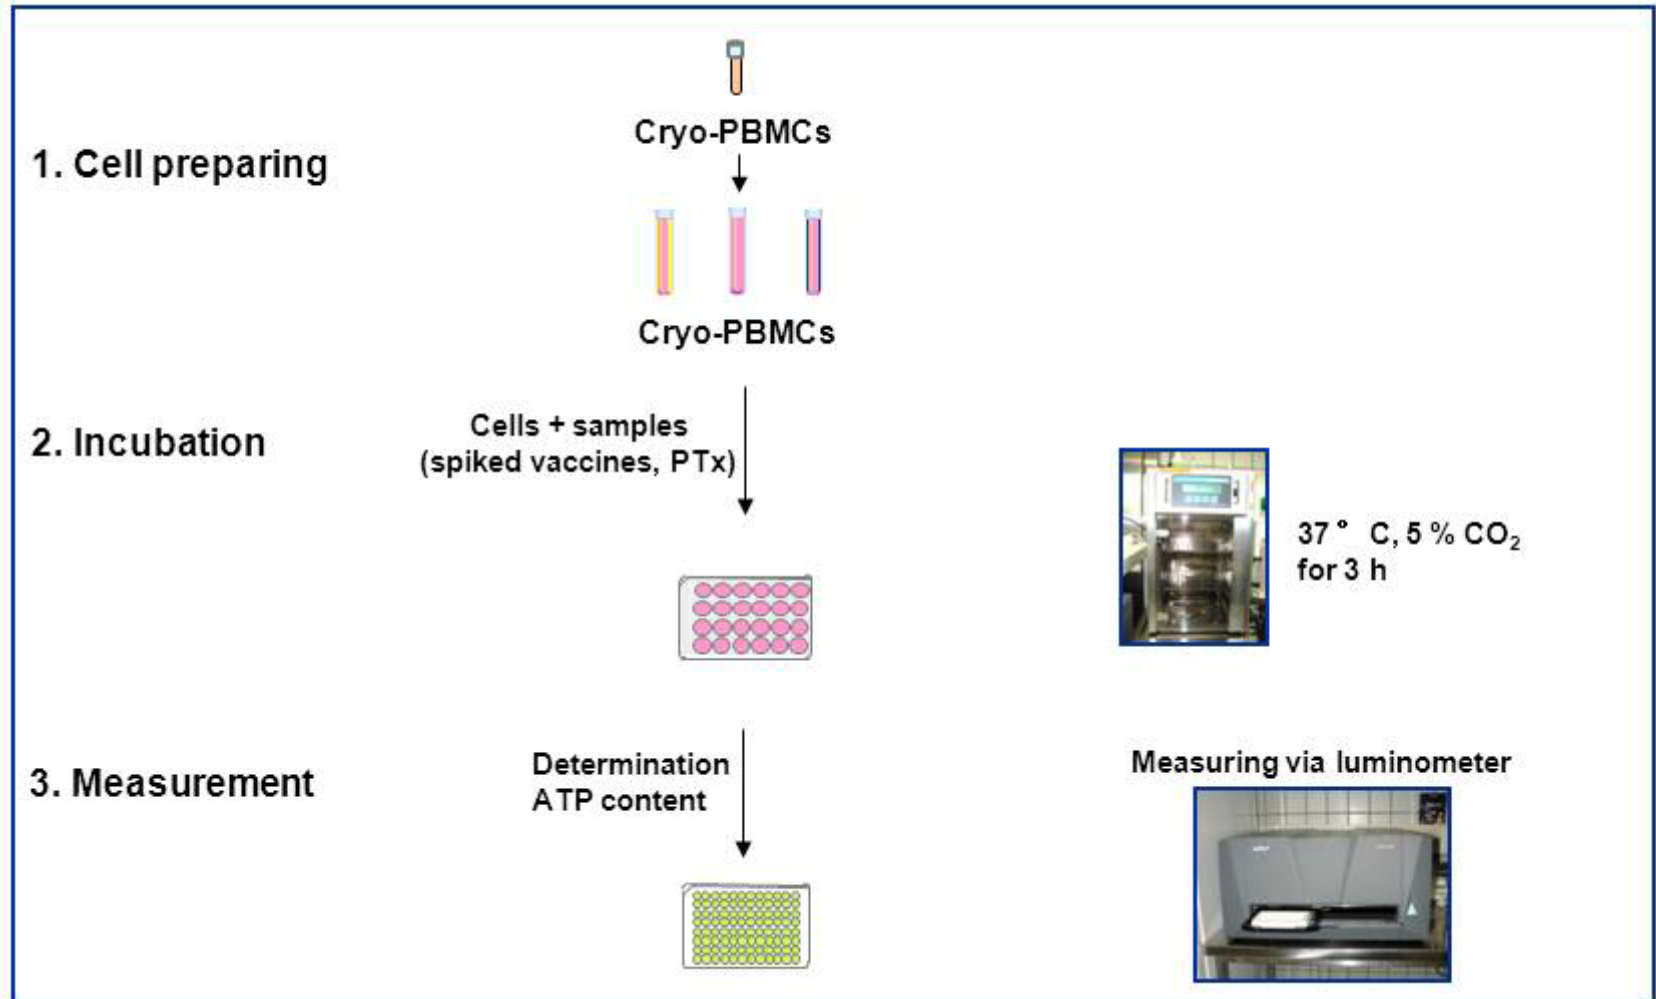 Cryo-PBMCs
1. Cell preparing
Cryo-PBMCs
2. Incubation
Cells + samples
(spiked vaccines, PTx)
37° C, 5 % CO₂
for 3 h
3. Measurement
Determination
ATP content
Measuring via luminometer